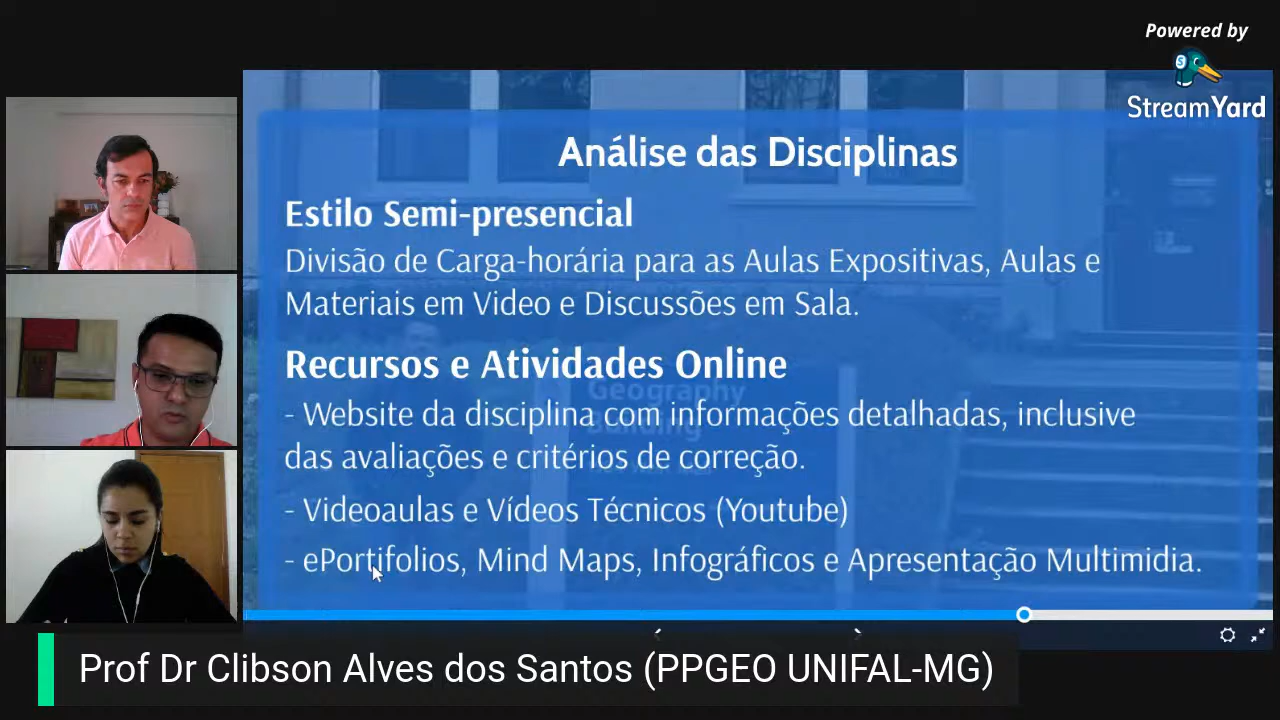 Powered by
StreamYard
Análise das Disciplinas
Estilo Semi-presencial
Divisão de Carga-horária para as Aulas Expositivas, Aulas e
Materiais em Video e Discussões em Sala.
Recursos e Atividades Online
- Website da disciplina com informações detalhadas, inclusive
das avaliações e critérios de correção.
- Videoaulas e Vídeos Técnicos (Youtube)
- ePortifolios, Mind Maps, Infográficos e Apresentação Multimidia.
Geography
Building
Prof Dr Clibson Alves dos Santos (PPGEO UNIFAL-MG)